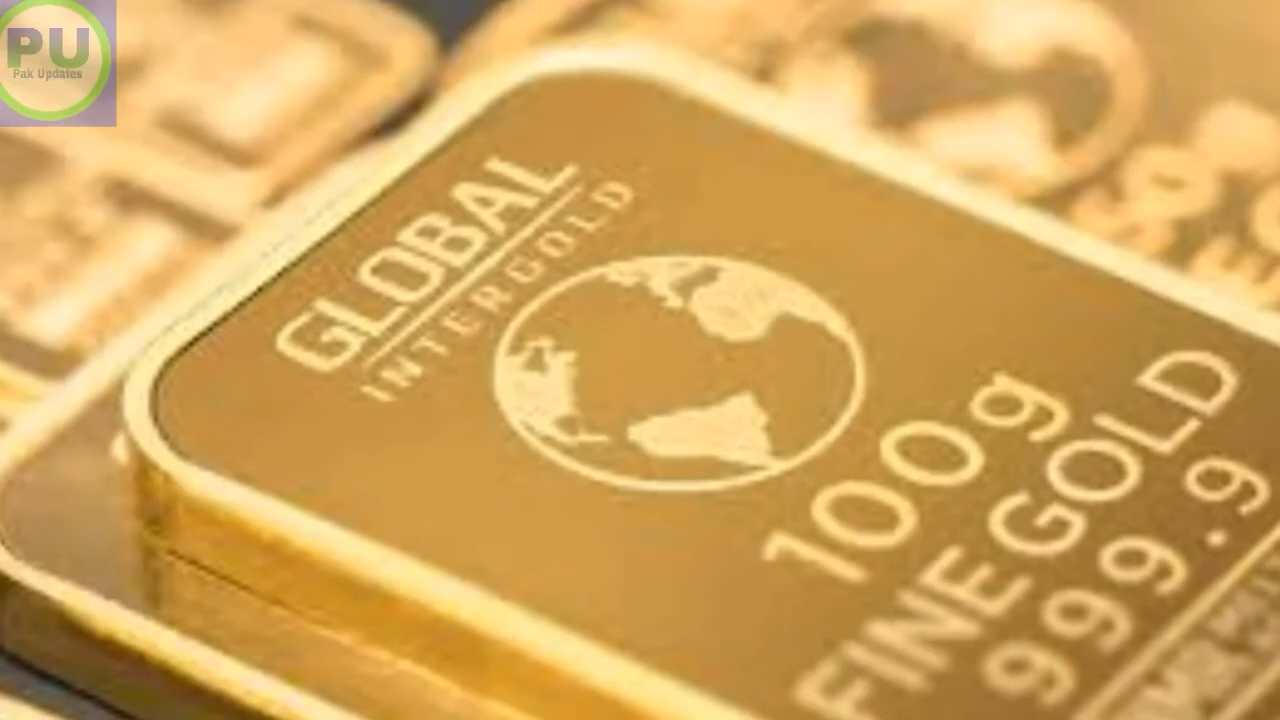 PU
Pak Updates
GLOBAL
INTERGOLD
100g
FINE GOLD
999.9